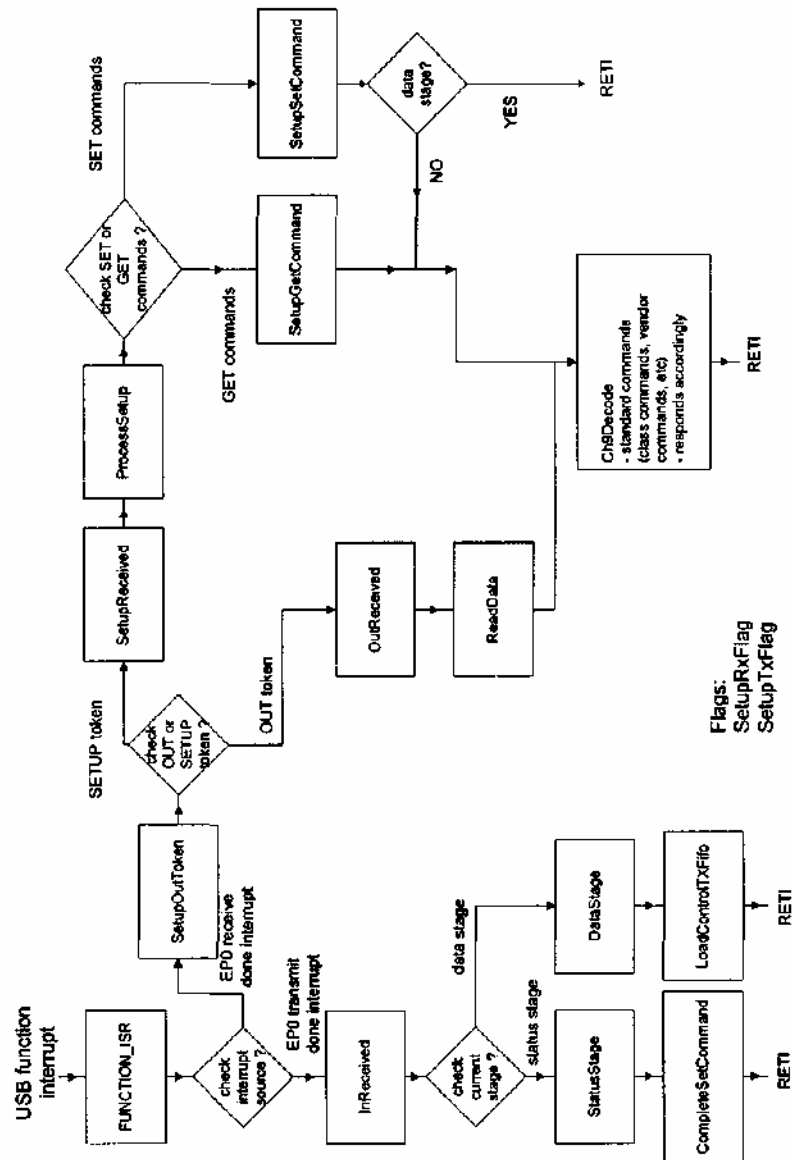 USB function
interrupt
FUNCTION_ISR
check
interrupt
source ?
EP0 receive
done interrupt
EP0 transmit
done interrupt
SetupOutToken
check
OUT or
SETUP
token ?
SETUP token
OUT token
SetupReceived
ProcessSetup
check SET or
GET
commands ?
SET commands
GET commands
SetupSetCommand
data
stage?
NO
YES
RETI
SetupGetCommand
OutReceived
ReadData
Ch9Decode
- standard commands
(class commands, vendor
commands, etc)
- responds accordingly
RETI
InReceived
check
current
stage ?
data stage
status stage
DataStage
LoadControlTxFifo
RETI
StatusStage
CompleteSetCommand
RETI
Flags:
SetupRxFlag
SetupTxFlag